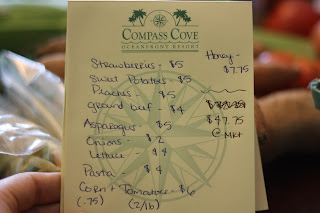 COMPASS COVE
OCEANFRONT RESORT
Strawberries - $5
Sweet Potatoes - $5
Peaches - $5
ground beef - $4
Asparagus - $5
Onions - $2
Lettuce - $4
Pasta - $4
Corn + Tomatoes - $6
(.75) (2/lb)
Honey -
$7.75
$47.75
@ MKt